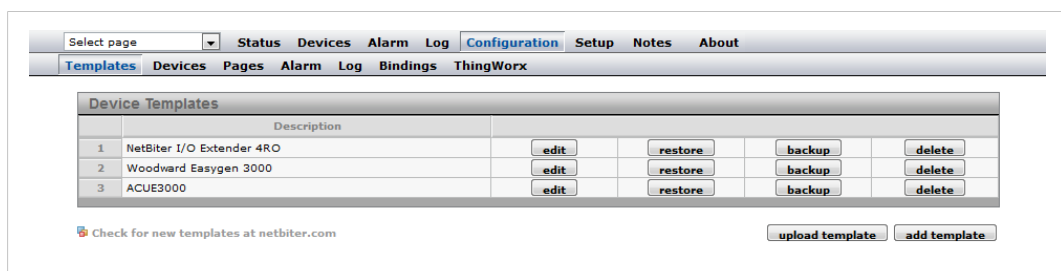 Select page Status Devices Alarm Log Configuration Setup Notes About
Templates Devices Pages Alarm Log Bindings ThingWorx
Device Templates
Description
1 NetBiter I/O Extender 4RO edit restore backup delete
2 Woodward Easygen 3000 edit restore backup delete
3 ACUE3000 edit restore backup delete
Check for new templates at netbiter.com upload template add template